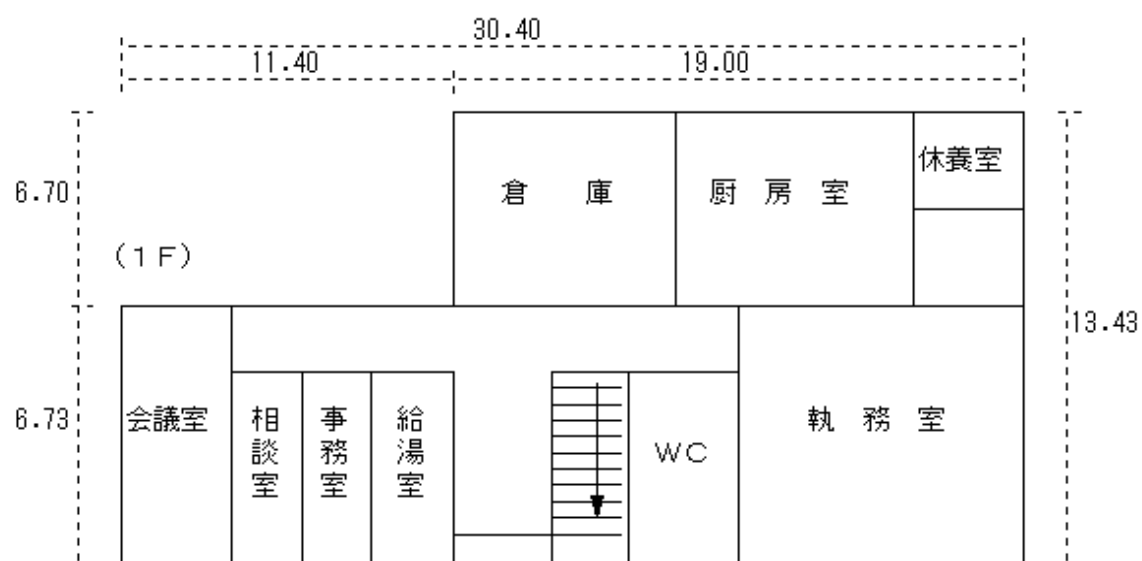 30.40
11.40
19.00
6.70
倉庫
厨房室
休養室
(1F)
13.43
6.73
会議室
相談室
事務室
給湯室
WC
執務室